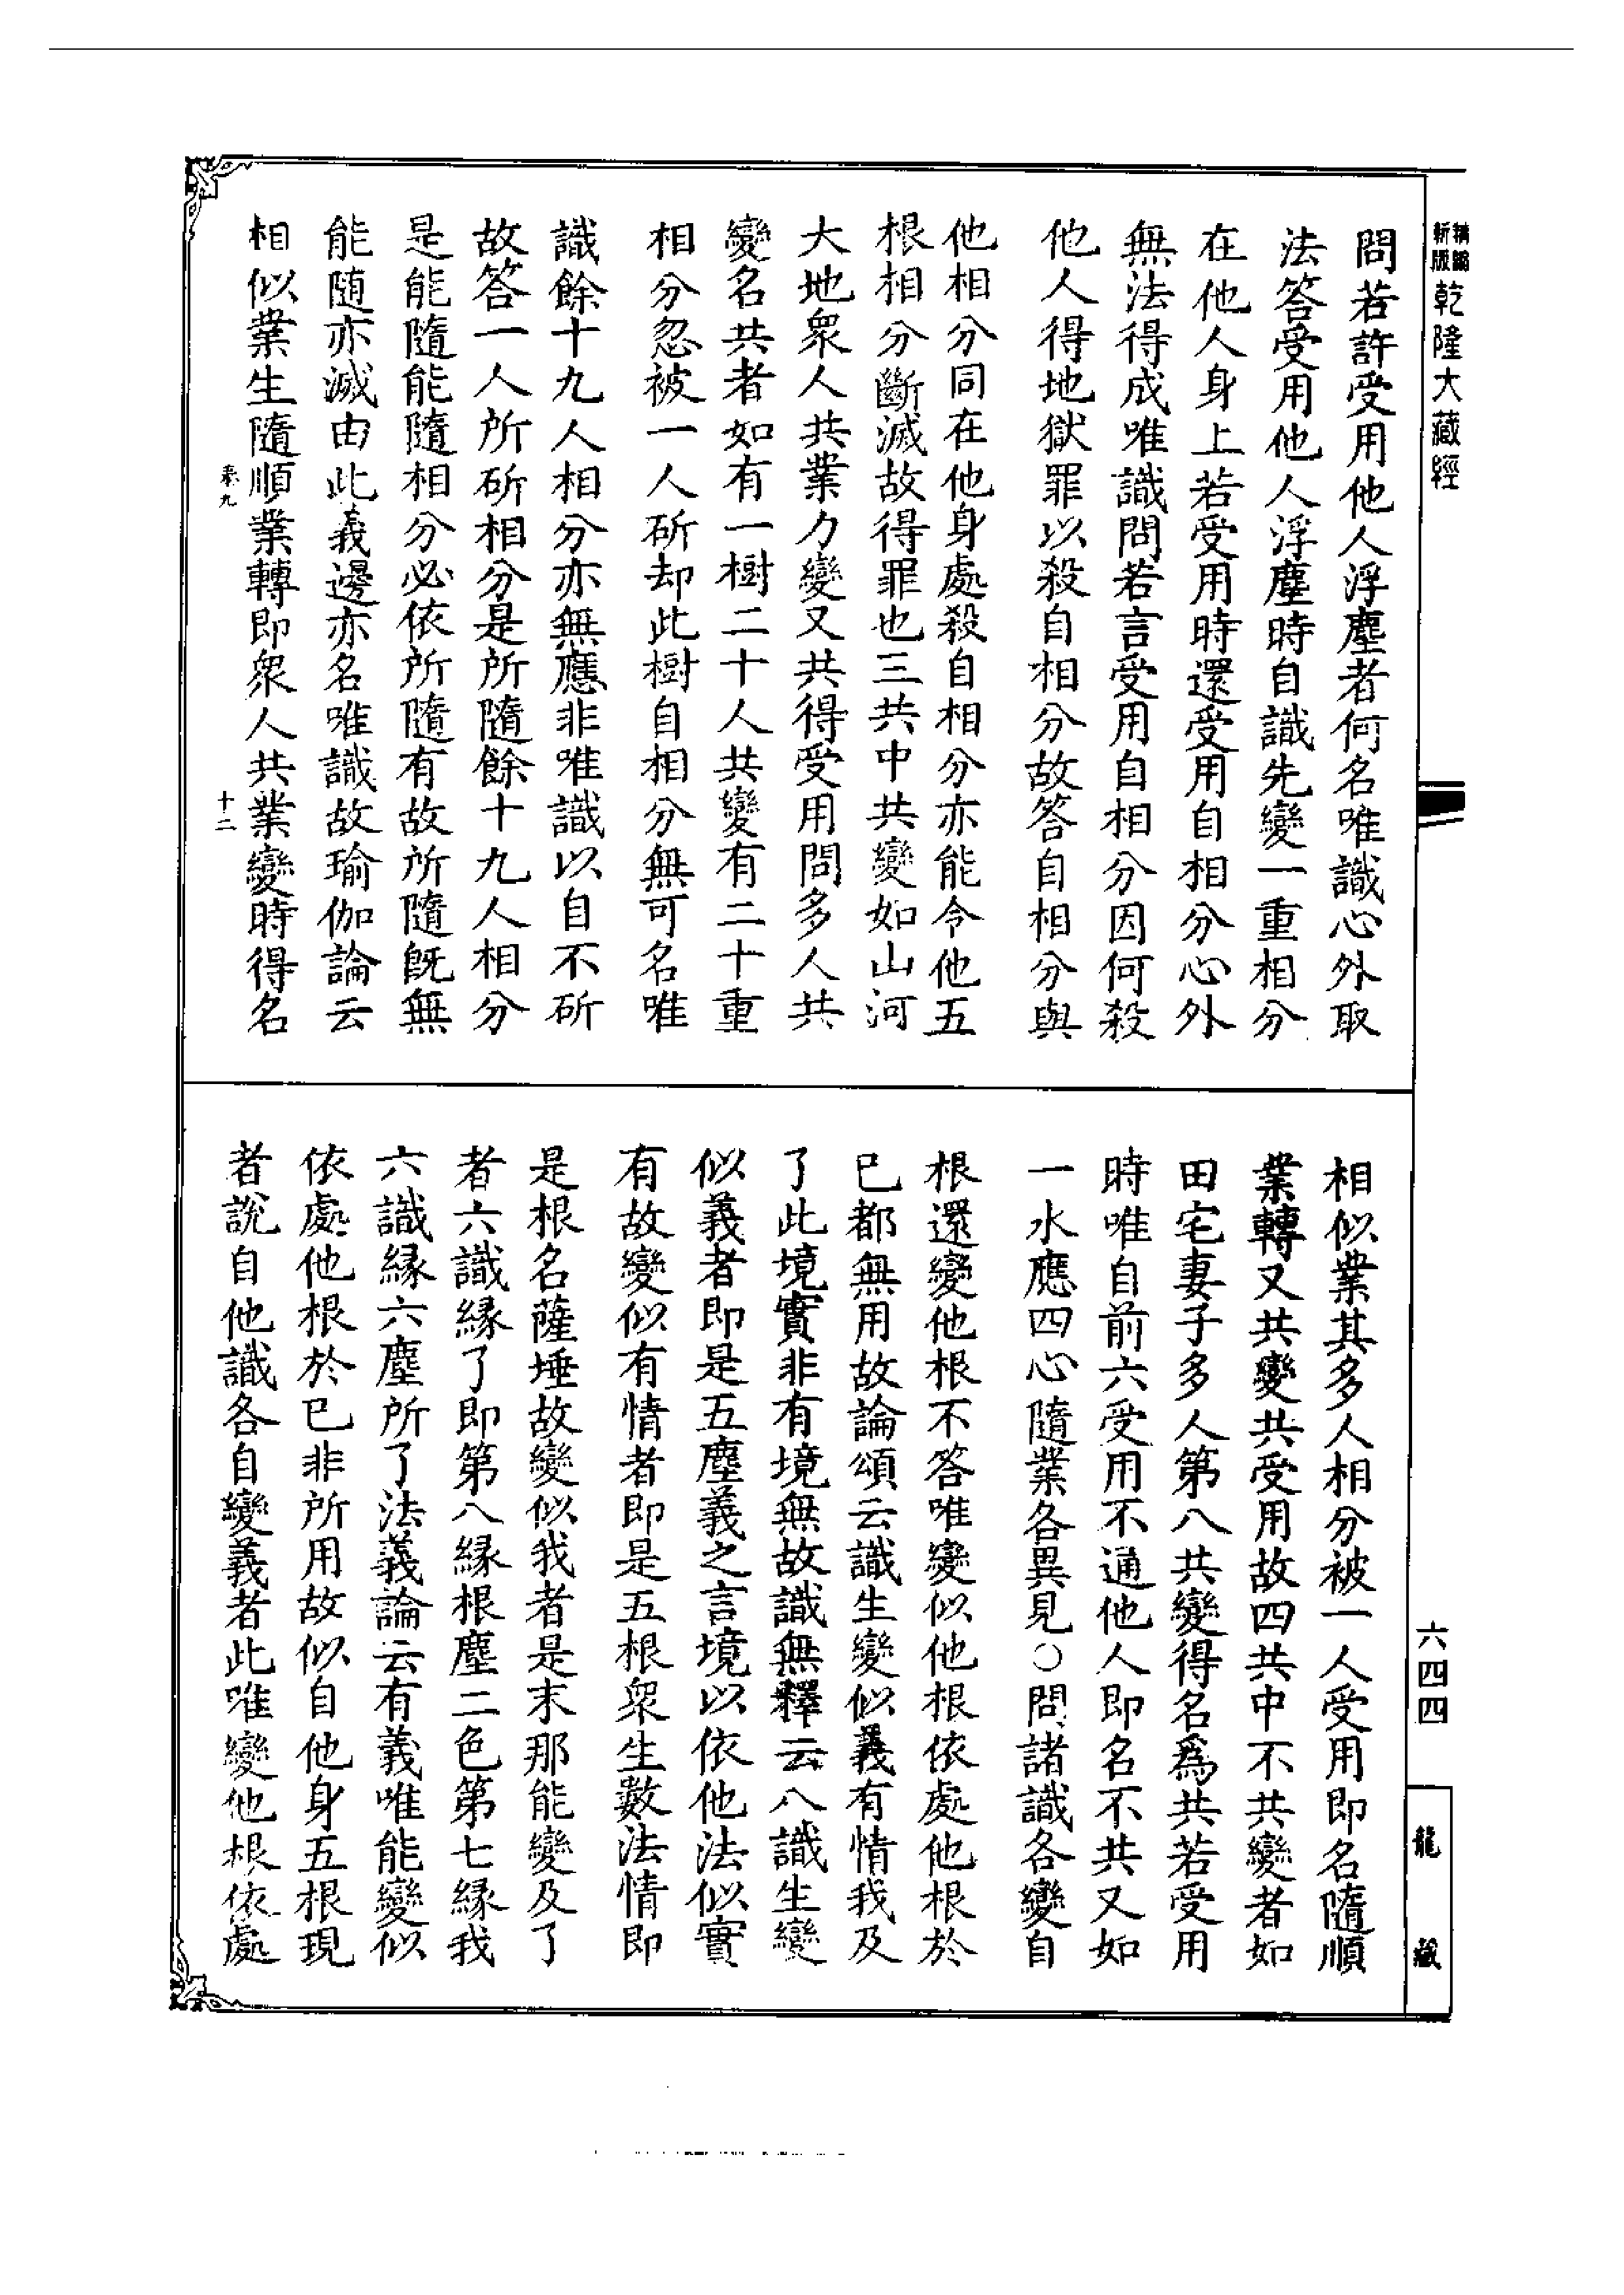 新版
乾隆大藏經
問若許受用他人浮塵者何名唯識心外取
法答受用他人浮塵時自識先變一重相分
在他人身上若受用時還受用自相分心外
無法得成唯識問若言受用自相分因何殺
他人得地獄罪以殺自相分故答自相分與
他相分同在他身處殺自相分亦能令他五
根相分斷滅故得罪也三共中共變如山河
大地眾人共業力變又共得受用問多人共
變名共者如有一樹二十人共變有二十重
相分忽被一人斫却此樹自相分無可名唯
識餘十九人相分亦無應非唯識以自不斫
故答一人所斫相分是所隨餘十九人相分
是能隨能隨相分必依所隨有故所隨既無
能隨亦滅由此義邊亦名唯識故瑜伽論云
相似業生隨順業轉即眾人共業變時得名
卷九
十二
相似業其多人相分被一人受用即名隨順
業轉又共變共受用故四共中不共變者如
田宅妻子多人第八共變得名爲共若受用
時唯自前六受用不通他人即名不共又如
一水應四心隨業各異見○問諸識各變自
根還變他根不答唯變似他根依處他根於
已都無用故論頌云識生變似義有情我及
了此境實非有境無故識無釋云八識生變
似義者即是五塵義之言境以依他法似實
有故變似有情者即是五根眾生數法情即
是根名薩埵故變似我者是末那能變及了
者六識緣了即第八緣根塵二色第七緣我
六識緣六塵所了法義論云有義唯能變似
依處他根於已非所用故似自他身五根現
者說自他識各自變義者此唯變他根依處
六四四
龍藏